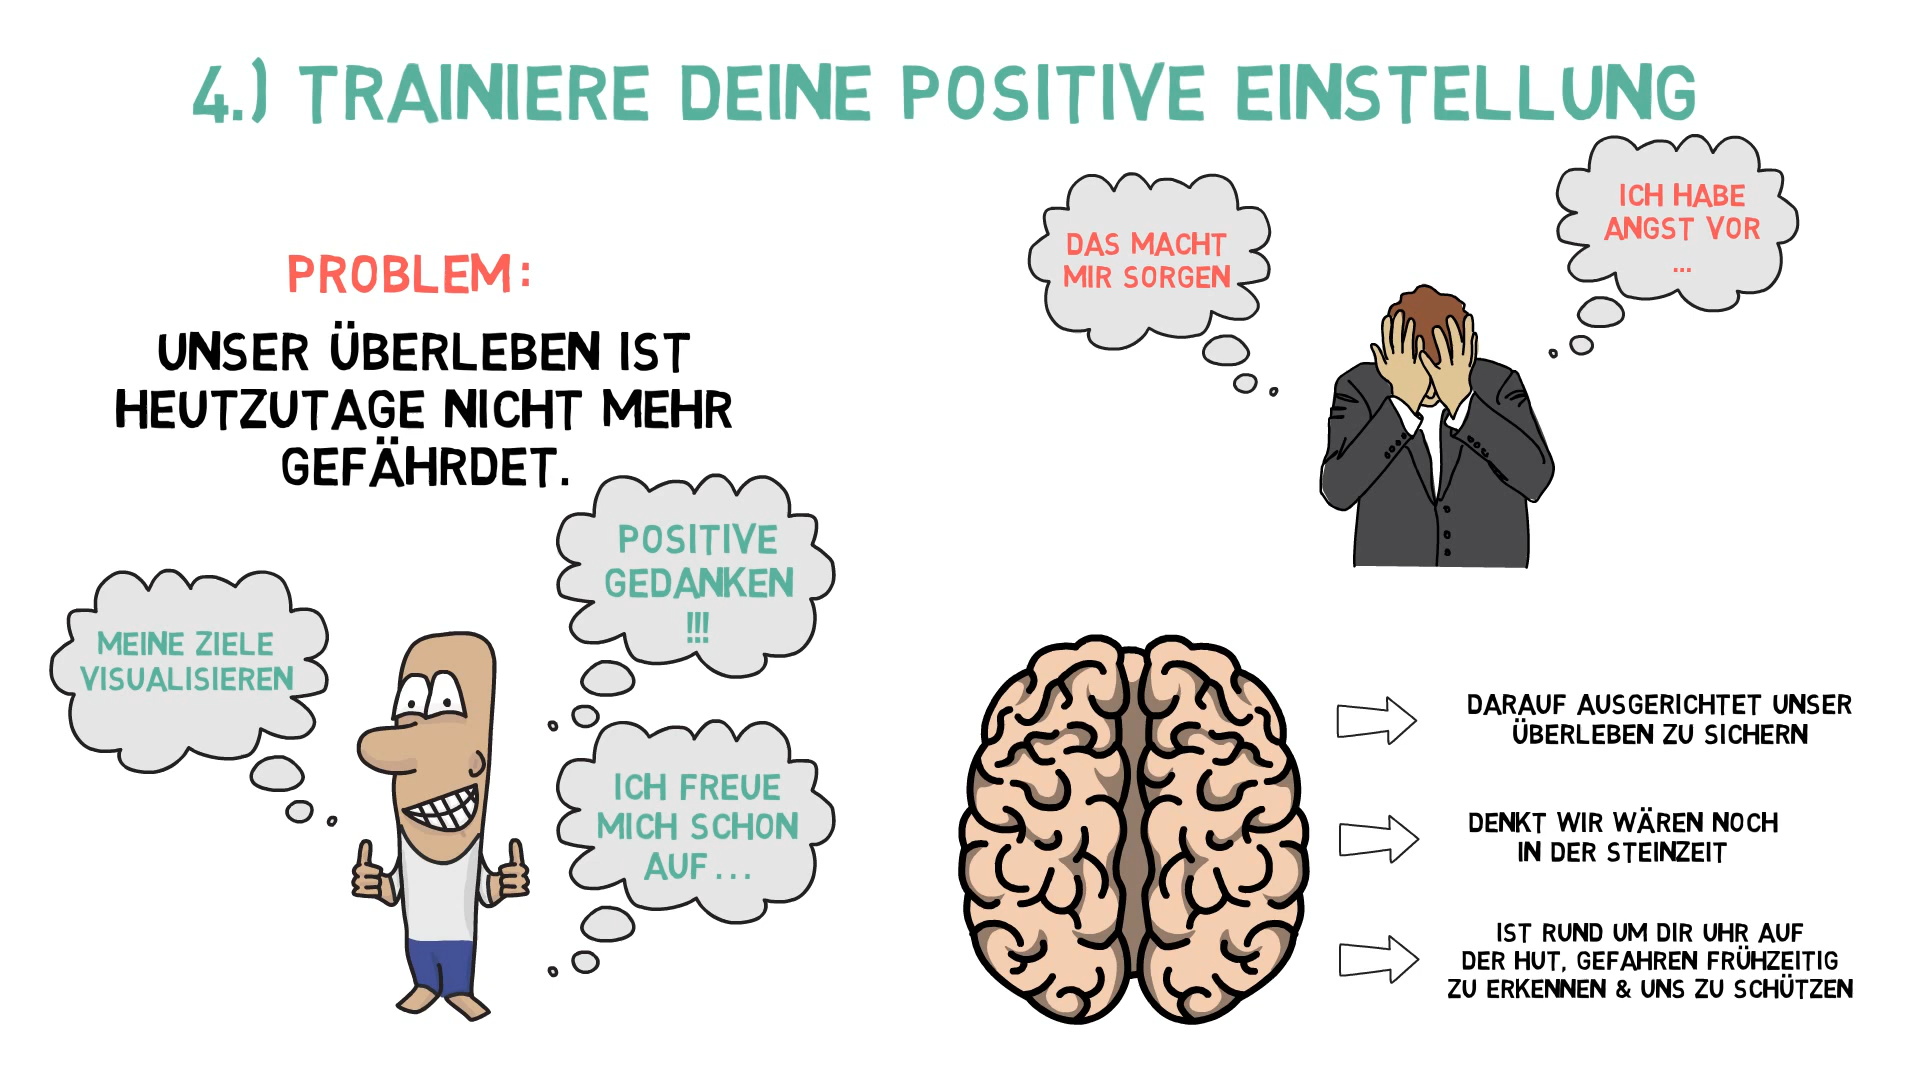 4.) TRAINIERE DEINE POSITIVE EINSTELLUNG
PROBLEM:
UNSER ÜBERLEBEN IST
HEUTZUTAGE NICHT MEHR
GEFÄHRDET.
MEINE ZIELE
VISUALISIEREN
POSITIVE
GEDANKEN
!!!
ICH FREUE
MICH SCHON
AUF...
DAS MACHT
MIR SORGEN
ICH HABE
ANGST VOR
...
DARAUF AUSGERICHTET UNSER
ÜBERLEBEN ZU SICHERN
DENKT WIR WÄREN NOCH
IN DER STEINZEIT
IST RUND UM DIR UHR AUF
DER HUT, GEFAHREN FRÜHZEITIG
ZU ERKENNEN & UNS ZU SCHÜTZEN